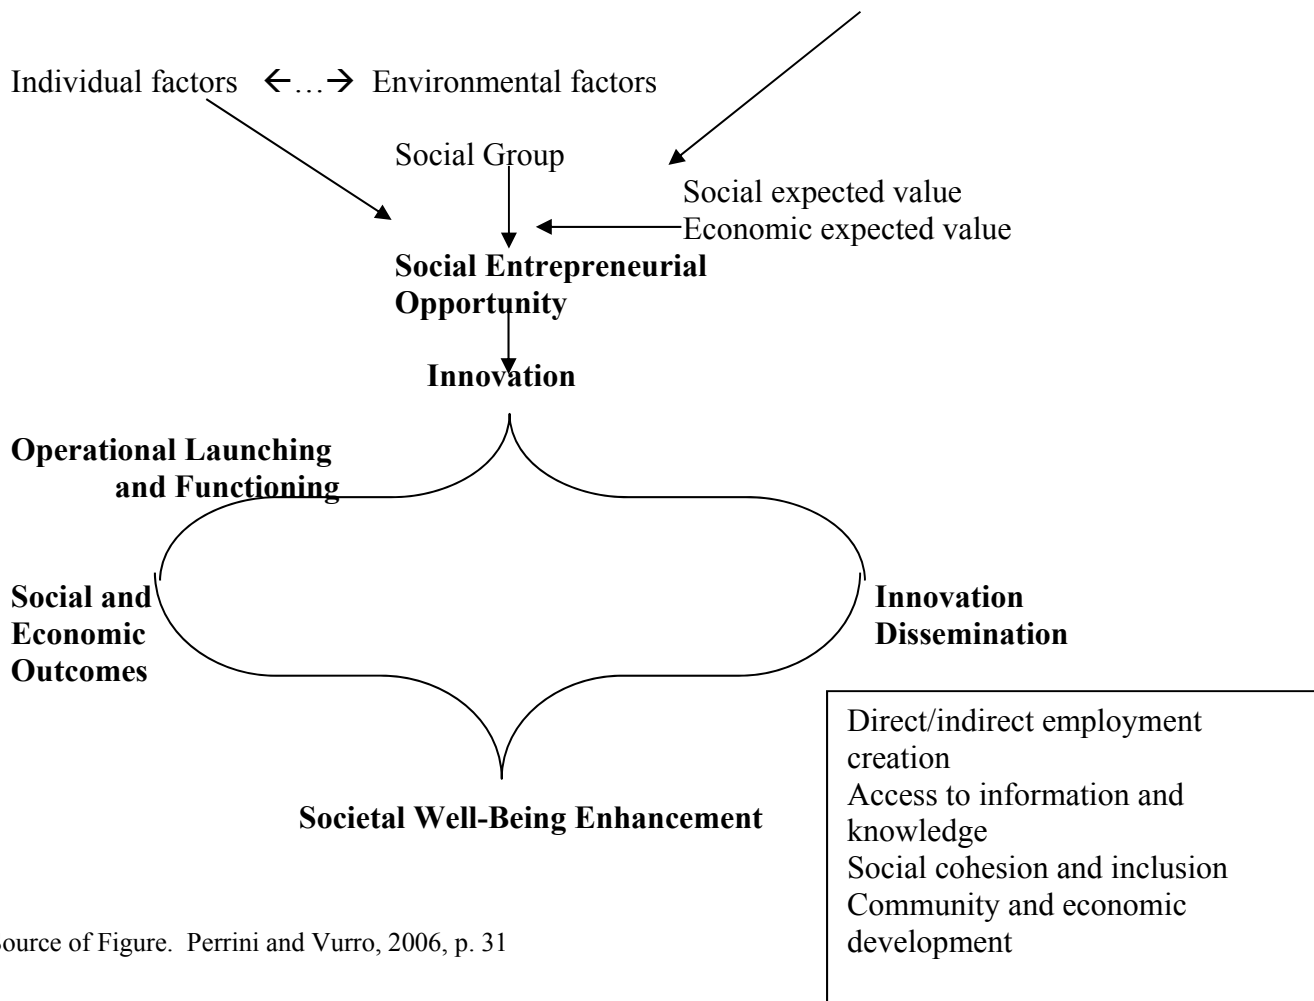 Individual factors ←…→ Environmental factors
Social Group
Social expected value
Economic expected value
Social Entrepreneurial
Opportunity
Innovation
Operational Launching
and Functioning
Social and
Economic
Outcomes
Innovation
Dissemination
Direct/indirect employment
creation
Access to information and
knowledge
Social cohesion and inclusion
Community and economic
development
Societal Well-Being Enhancement
ource of Figure. Perrini and Vurro, 2006, p. 31